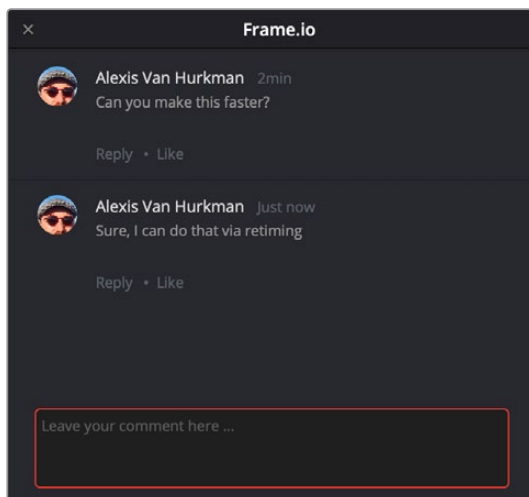 Frame.io
Alexis Van Hurkman 2min
Can you make this faster?
Reply • Like
Alexis Van Hurkman Just now
Sure, I can do that via retiming
Reply • Like
Leave your comment here ...